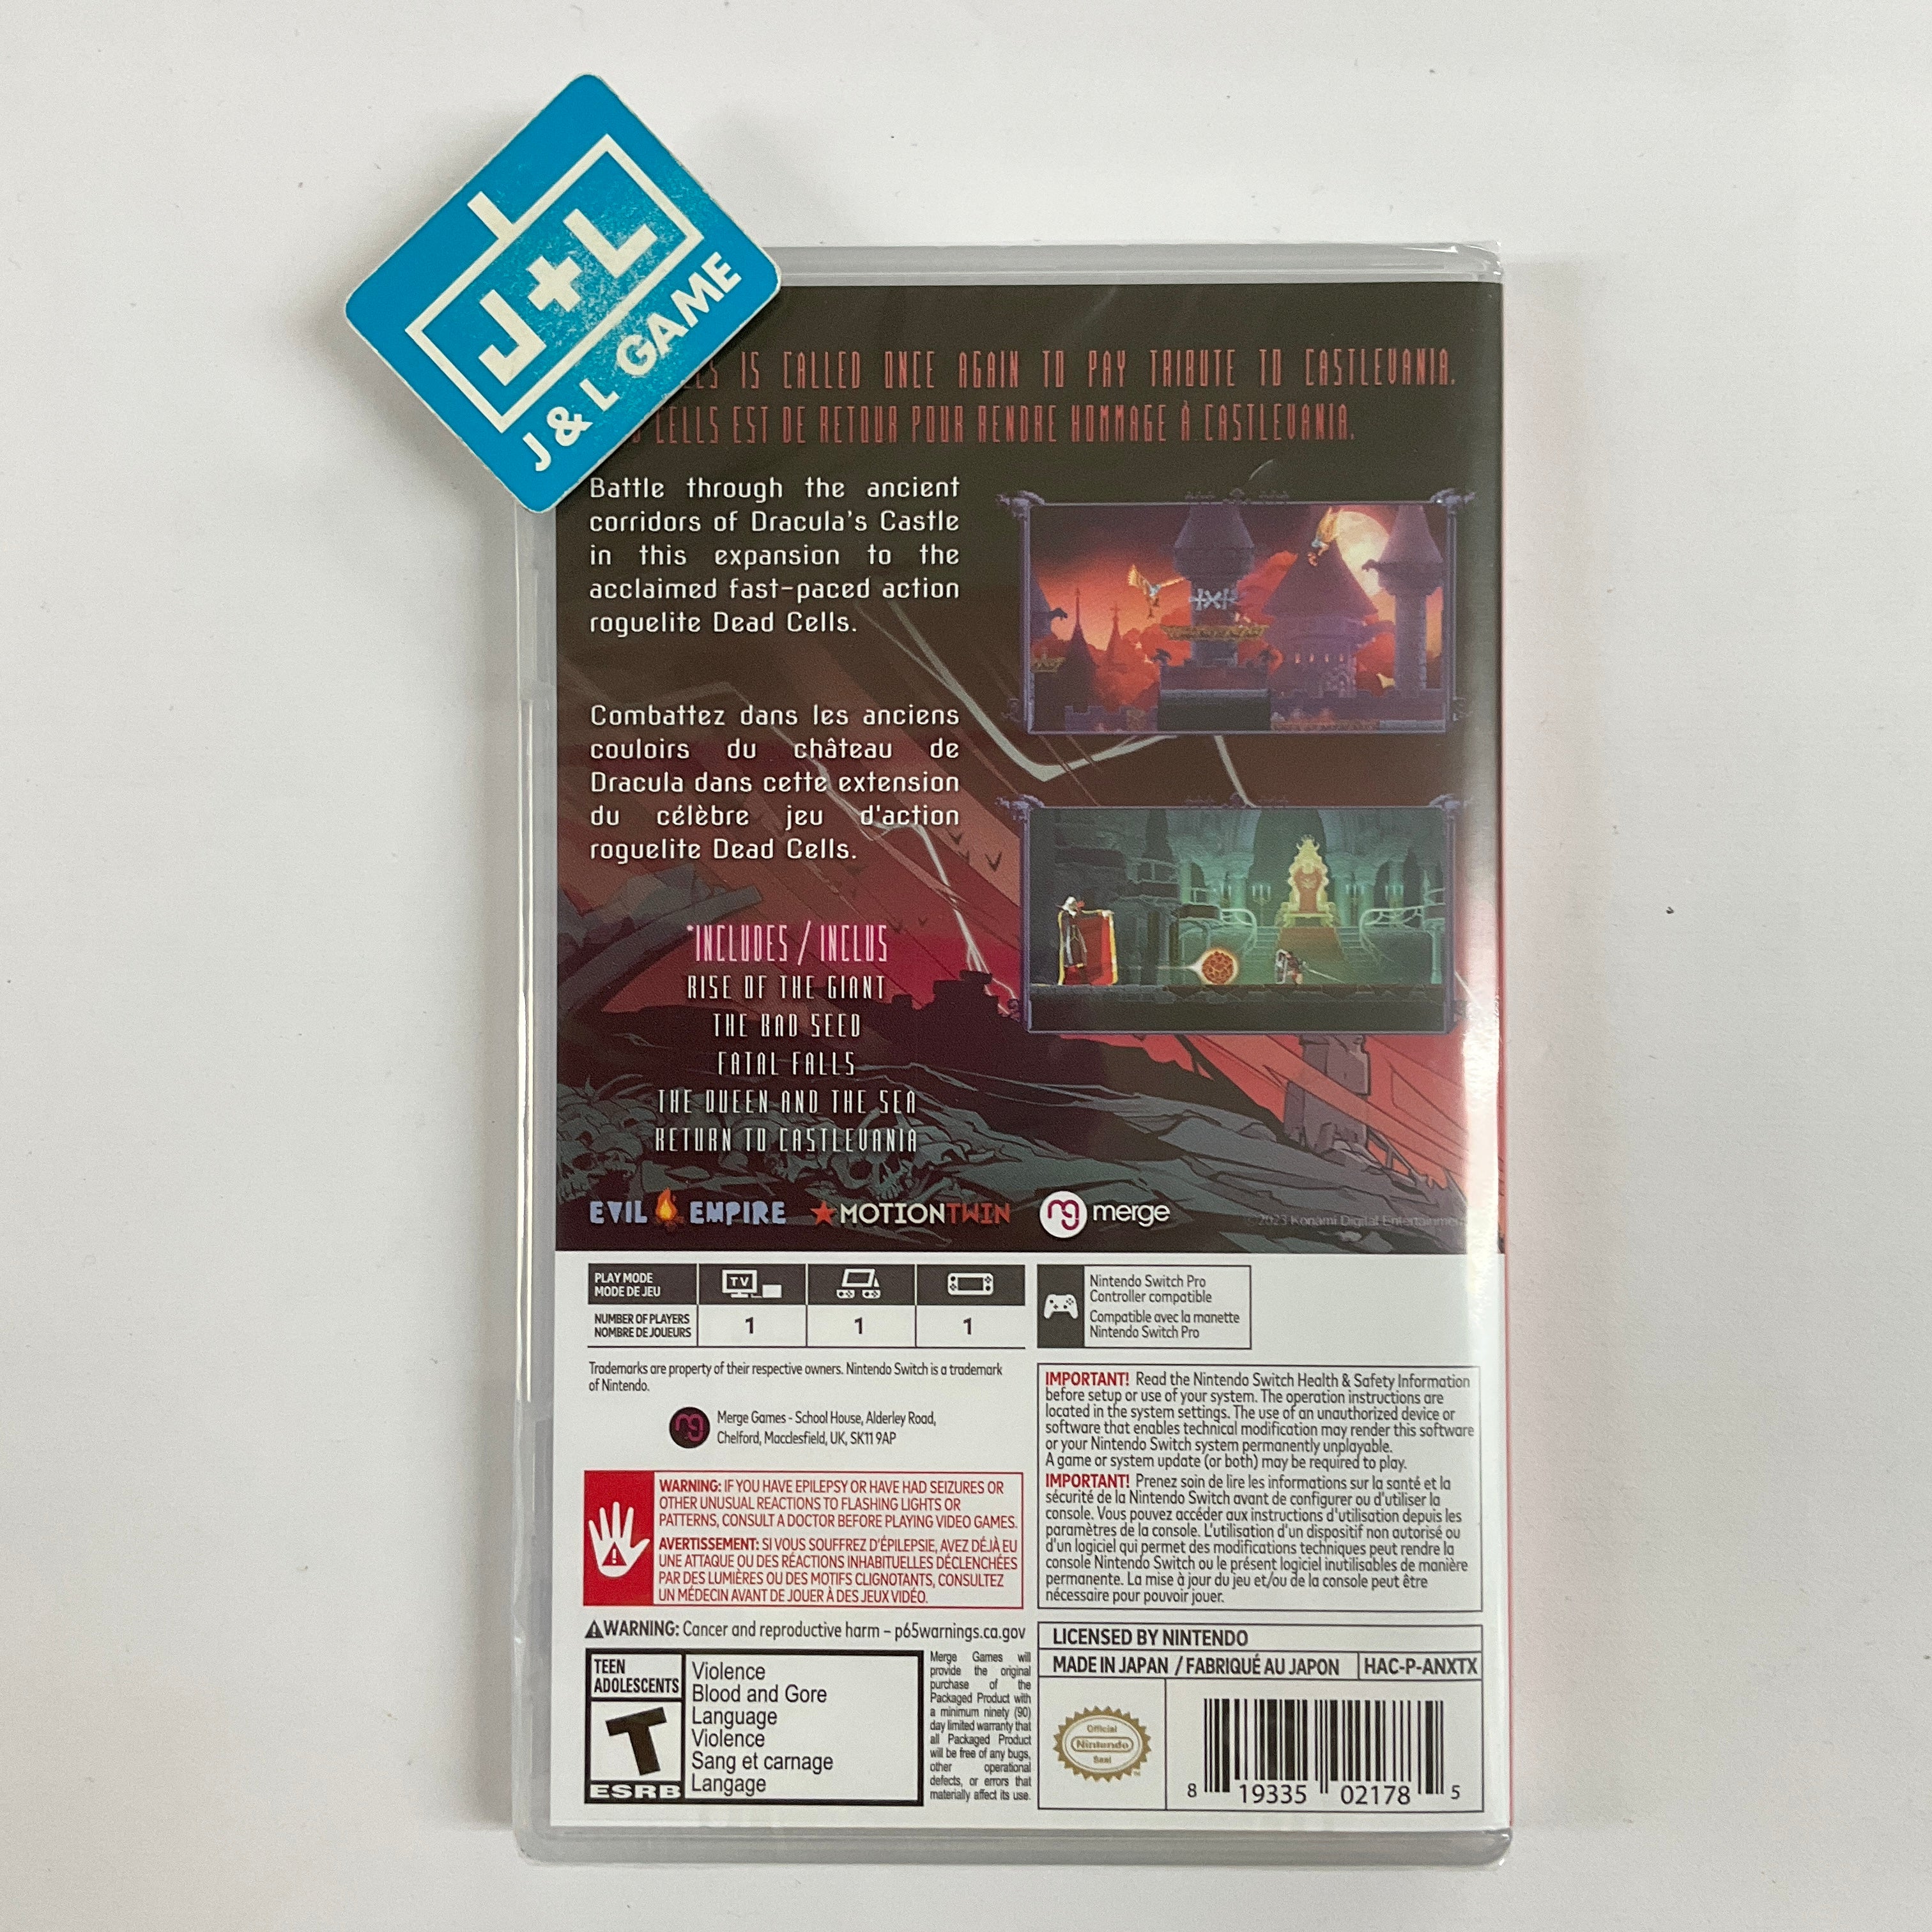 J+L
J & L GAME
IS CALLED ONCE AGAIN TO PAY TRIBUTE TO CASTLEVANIA.
CELLS EST DE RETOUR POUR RENDRE HOMMAGE À CASTLEVANIA.
Battle through the ancient
corridors of Dracula's Castle
in this expansion to the
acclaimed fast-paced action
roguelite Dead Cells.
Combattez dans les anciens
couloirs du château de
Dracula dans cette extension
du célèbre jeu d'action
roguelite Dead Cells.
*INCLUDES / INCLUS
RISE OF THE GIANT
THE BAD SEED
FATAL FALLS
THE QUEEN AND THE SEA
RETURN TO CASTLEVANIA
EVIL EMPIRE
MOTIONTWIN
merge
©2023 Konami Digital Entertainment
PLAY MODE
MODE DE JEU
TV
NUMBER OF PLAYERS
NOMBRE DE JOUEURS
1
1
1
Nintendo Switch Pro
Controller compatible
Compatible avec la manette
Nintendo Switch Pro
Trademarks are property of their respective owners. Nintendo Switch is a trademark
of Nintendo.
Merge Games - School House, Alderley Road,
Chelford, Macclesfield, UK, SK11 9AP
WARNING: IF YOU HAVE EPILEPSY OR HAVE HAD SEIZURES OR
OTHER UNUSUAL REACTIONS TO FLASHING LIGHTS OR
PATTERNS, CONSULT A DOCTOR BEFORE PLAYING VIDEO GAMES.
AVERTISSEMENT: SI VOUS SOUFFREZ D'ÉPILEPSIE, AVEZ DÉJÀ EU
UNE ATTAQUE OU DES RÉACTIONS INHABITUELLES DÉCLENCHÉES
PAR DES LUMIÈRES OU DES MOTIFS CLIGNOTANTS, CONSULTEZ
UN MÉDECIN AVANT DE JOUER À DES JEUX VIDÉO.
IMPORTANT! Read the Nintendo Switch Health & Safety Information
before setup or use of your system. The operation instructions are
located in the system settings. The use of an unauthorized device or
software that enables technical modification may render this software
or your Nintendo Switch system permanently unplayable.
A game or system update (or both) may be required to play.
IMPORTANT! Prenez soin de lire les informations sur la santé et la
sécurité de la Nintendo Switch avant de configurer ou d'utiliser la
console. Vous pouvez accéder aux instructions d'utilisation depuis les
paramètres de la console. L'utilisation d'un dispositif non autorisé ou
d'un logiciel qui permet des modifications techniques peut rendre la
console Nintendo Switch ou le présent logiciel inutilisables de manière
permanente. La mise à jour du jeu et/ou de la console peut être
nécessaire pour pouvoir jouer.
WARNING: Cancer and reproductive harm – p65warnings.ca.gov
TEEN
ADOLESCENTS
T
ESRB
Violence
Blood and Gore
Language
Violence
Sang et carnage
Langage
Merge Games will
provide the original
purchase of the
Packaged Product with
a minimum ninety (90)
day limited warranty that
all Packaged Product
will be free of any bugs,
other operational
defects, or errors that
materially affect its use.
LICENSED BY NINTENDO
MADE IN JAPAN / FABRIQUÉ AU JAPON
HAC-P-ANXTX
Official
Nintendo
Seal
8 19335 02178 5